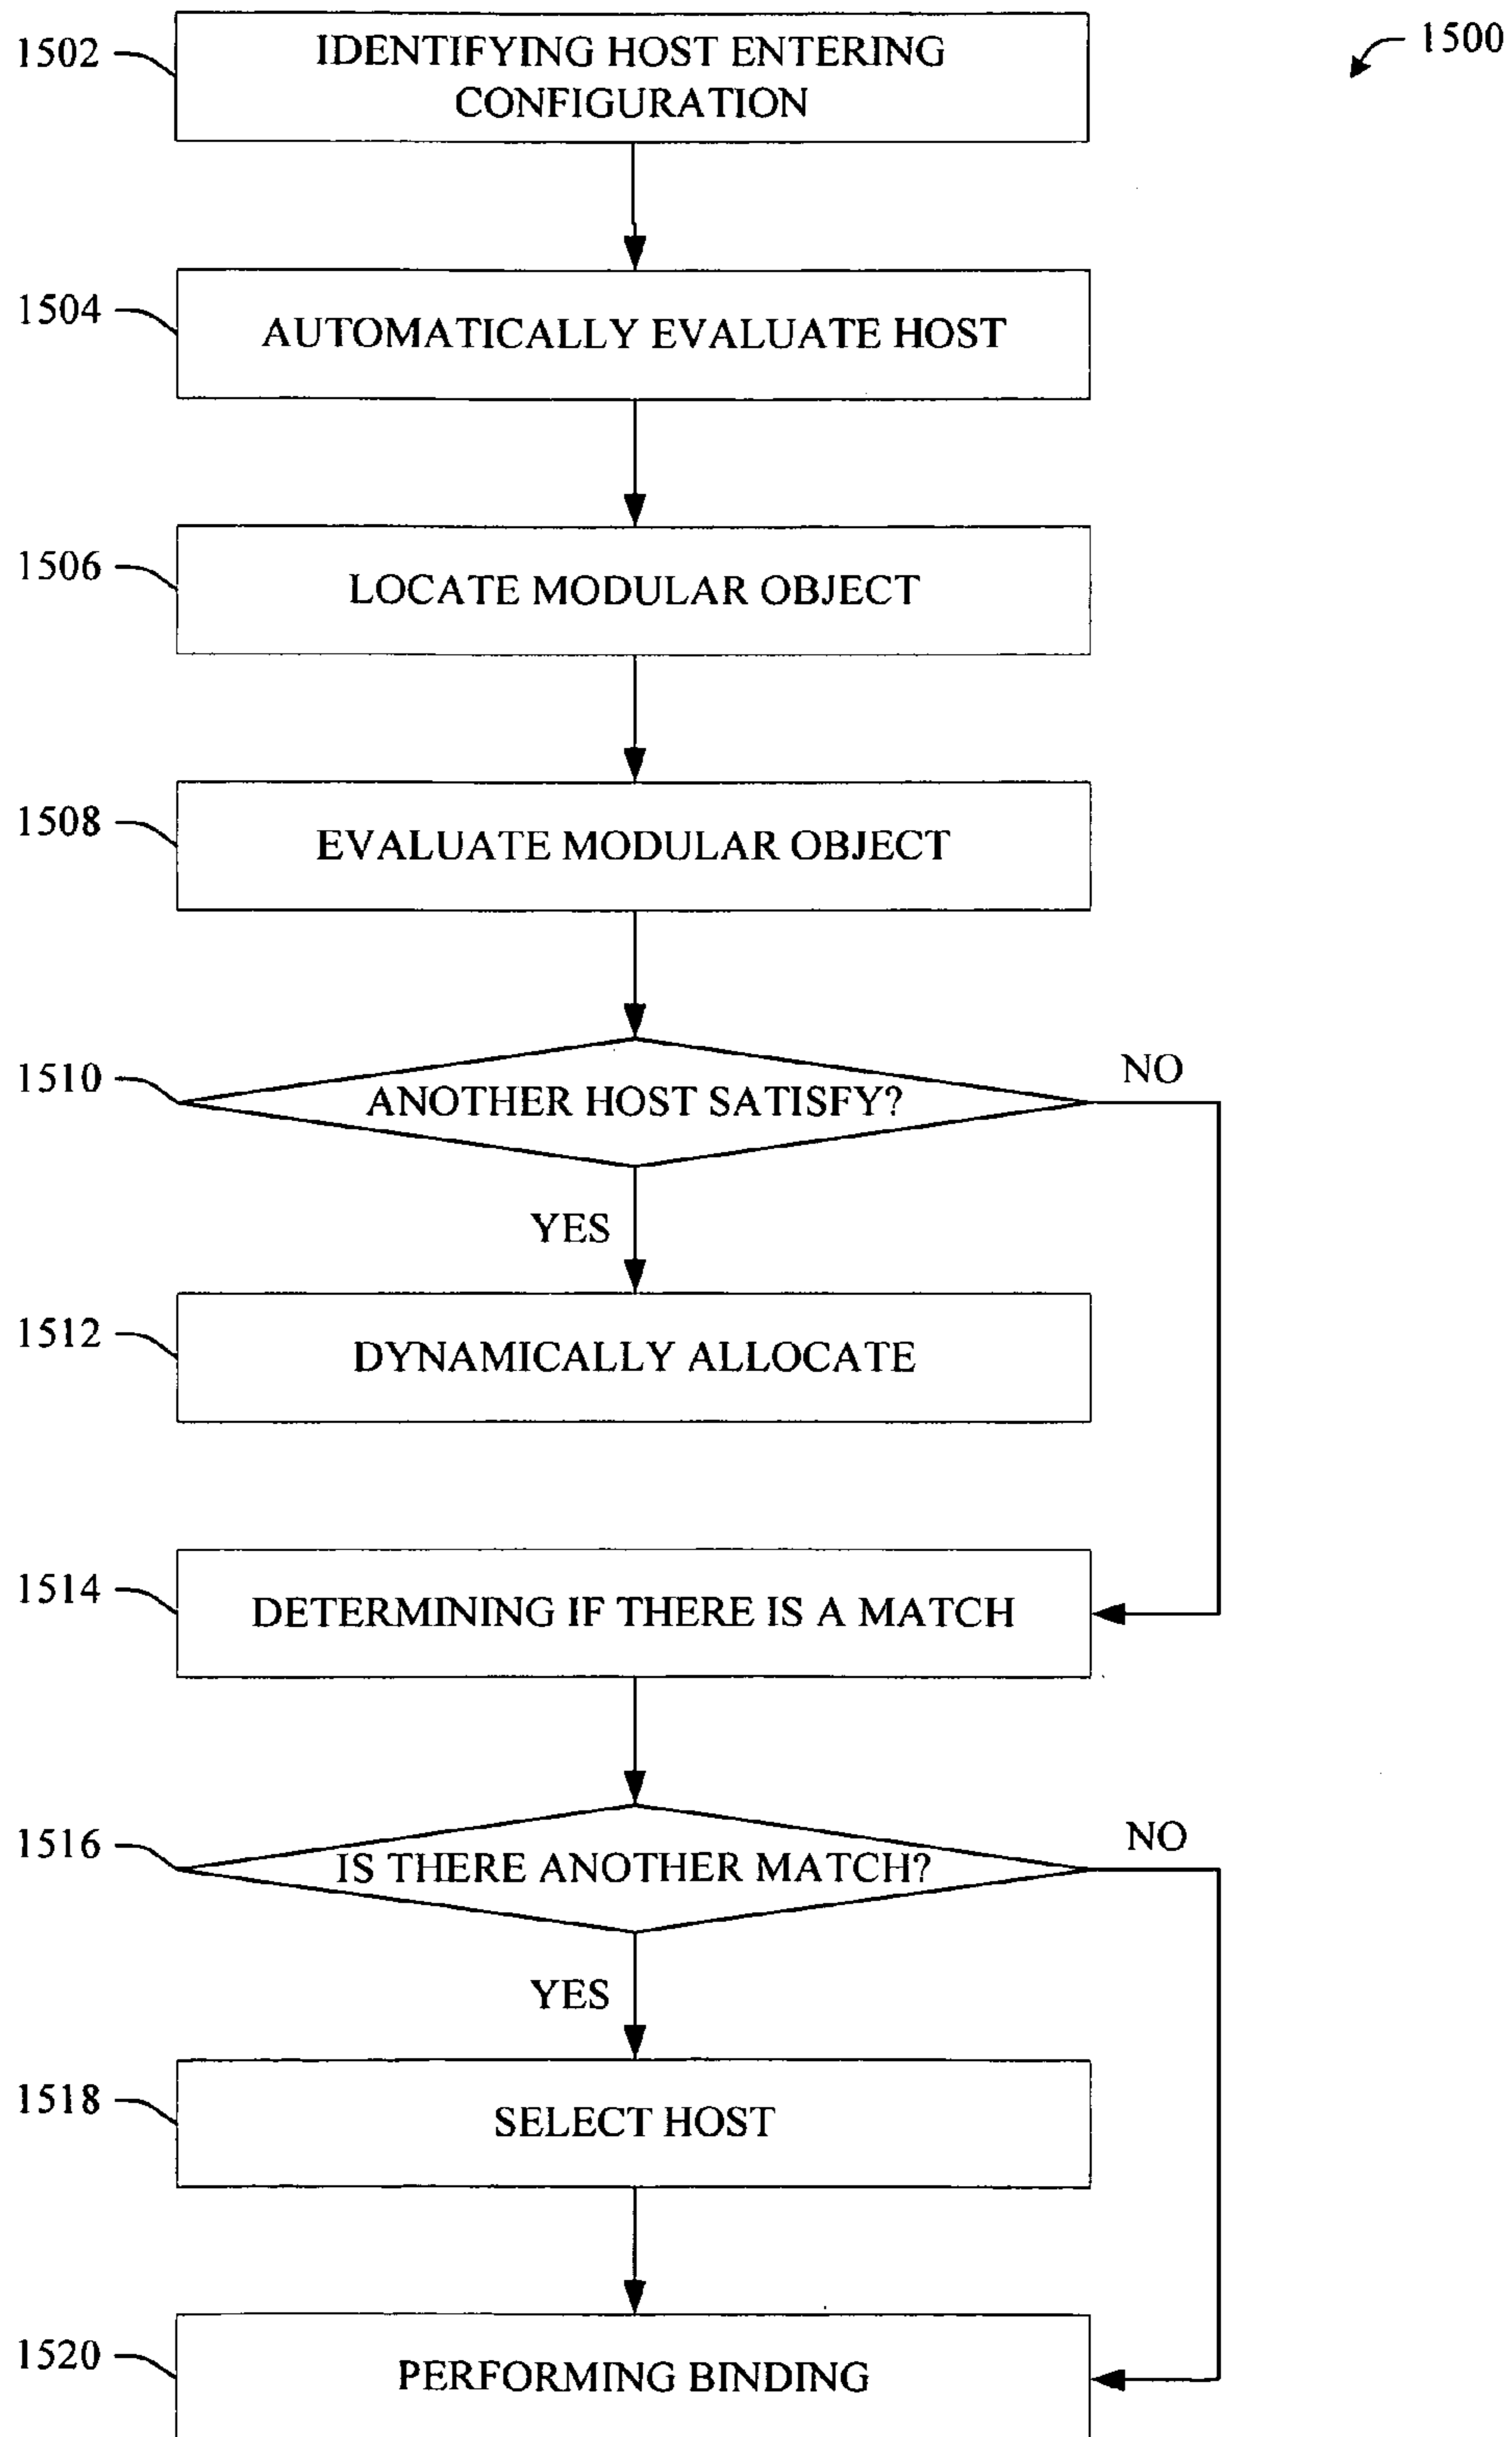 1500
1502
IDENTIFYING HOST ENTERING
CONFIGURATION
1504
AUTOMATICALLY EVALUATE HOST
1506
LOCATE MODULAR OBJECT
1508
EVALUATE MODULAR OBJECT
1510
ANOTHER HOST SATISFY?
NO
YES
1512
DYNAMICALLY ALLOCATE
1514
DETERMINING IF THERE IS A MATCH
1516
IS THERE ANOTHER MATCH?
NO
YES
1518
SELECT HOST
1520
PERFORMING BINDING